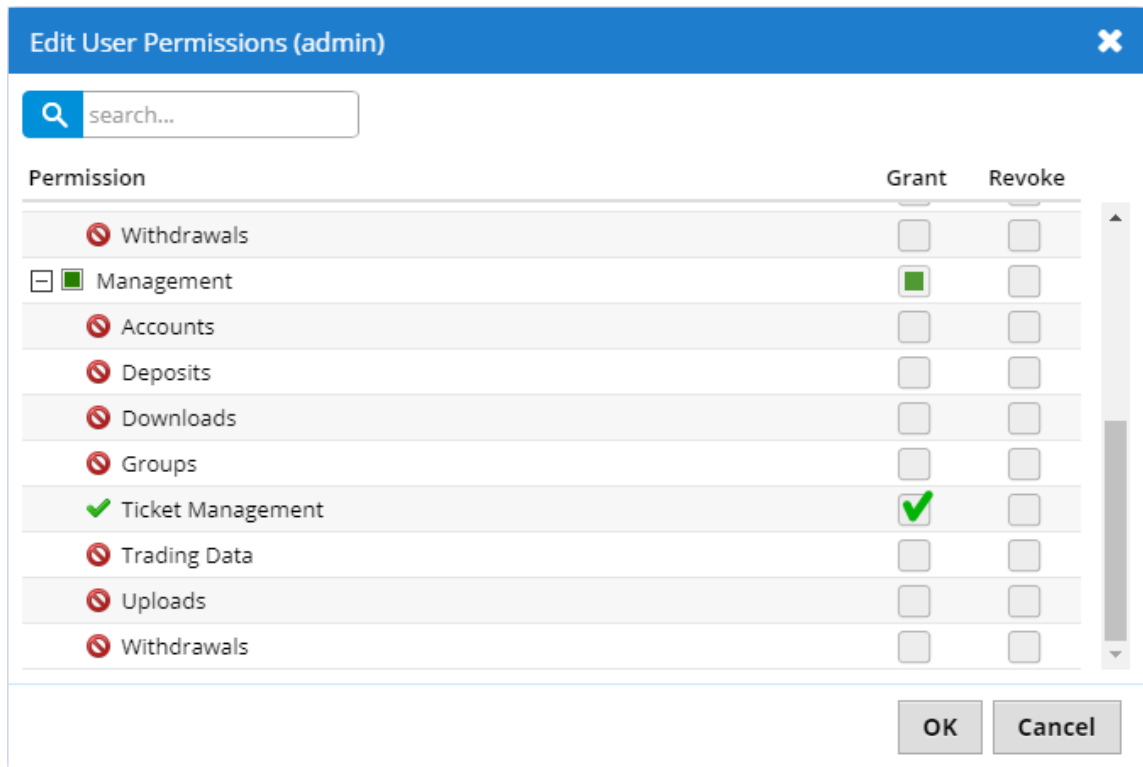 Edit User Permissions (admin)
search...
Permission Grant Revoke
Withdrawals
Management
Accounts
Deposits
Downloads
Groups
Ticket Management
Trading Data
Uploads
Withdrawals
OK Cancel